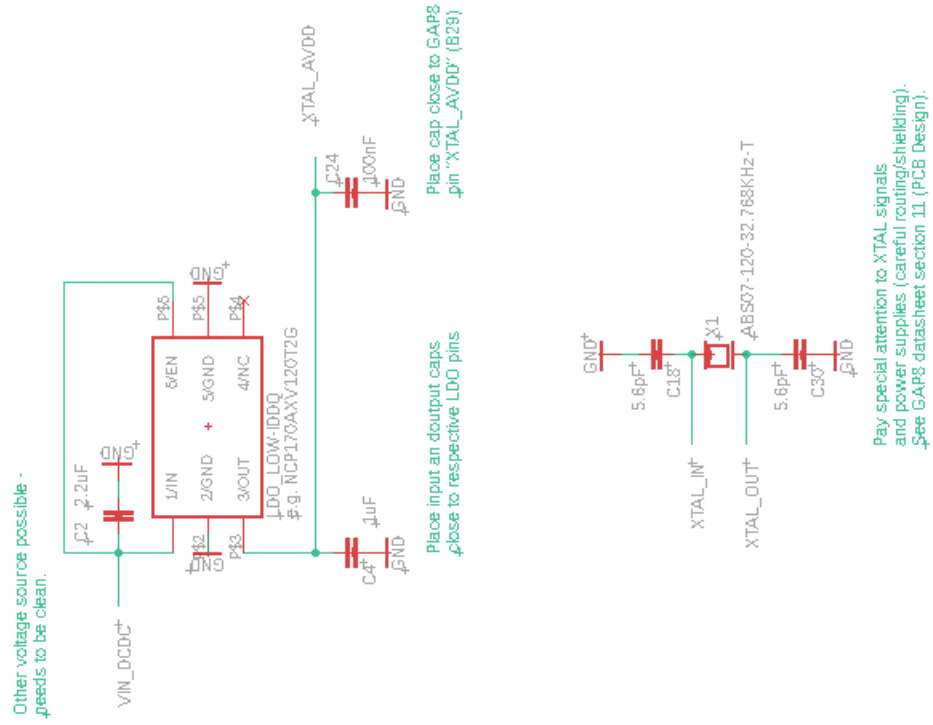 Other voltage source possible -
needs to be clean.
VIN_DCDC
C2
2.2uF
GND
1/IN
2/GND
3/OUT
6/EN
5/GND
4/NC
P$6
P$5
P$4
P$2
P$3
GND
GND
LDO_LOW-IDDQ
e.g. NCP170AXV120T2G
XTAL_AVDD
C24
100nF
GND
C4
1uF
GND
Place cap close to GAP8
pin "XTAL_AVDD" (B29)
Place input an doutput caps
close to respective LDO pins
GND
5.6pF
C18
X1
ABS07-120-32.768KHz-T
5.6pF
C30
GND
XTAL_IN
XTAL_OUT
Pay special attention to XTAL signals
and power supplies (careful routing/shielding).
See GAP8 datasheet section 11 (PCB Design).